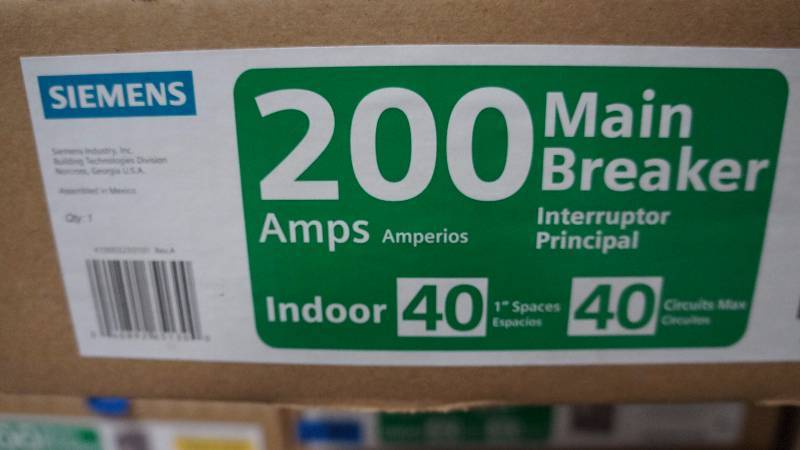 SIEMENS
Siemens Industry, Inc.
Building Technologies Division
Norcross, Georgia U.S.A.
Assembled in Mexico
Qty: 1
200 Main Breaker
Amps Amperios
Interruptor
Principal
Indoor 40 1" Spaces 40 Circuits Max
Espacios Circuitos